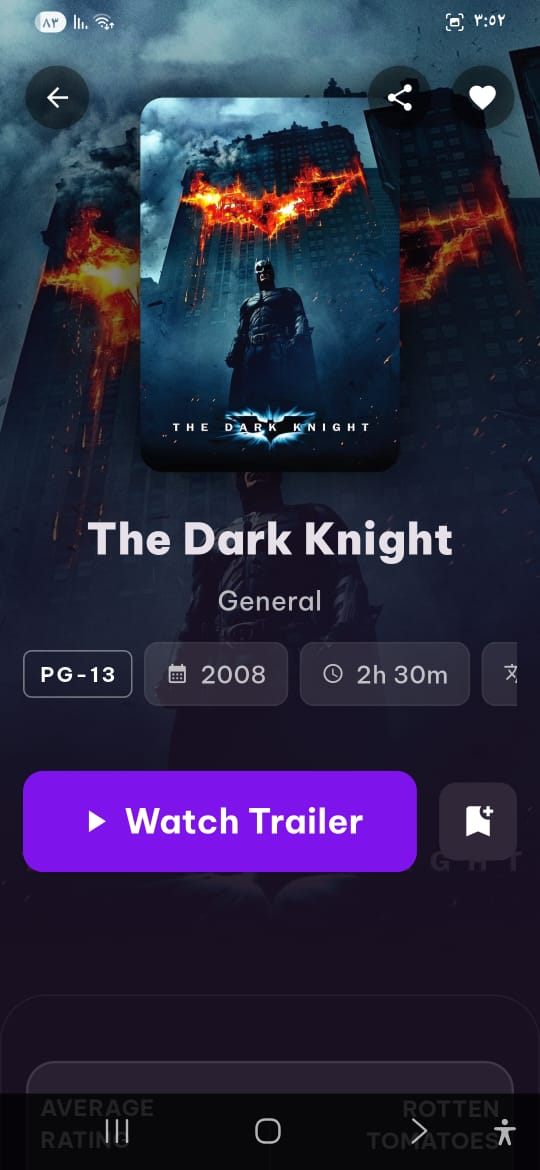 ٨٣
٣:٥٢
THE DARK KNIGHT
The Dark Knight
General
PG-13
2008
2h 30m
Watch Trailer
G H T
AVERAGE
RATING
ROTTEN
TOMATOES